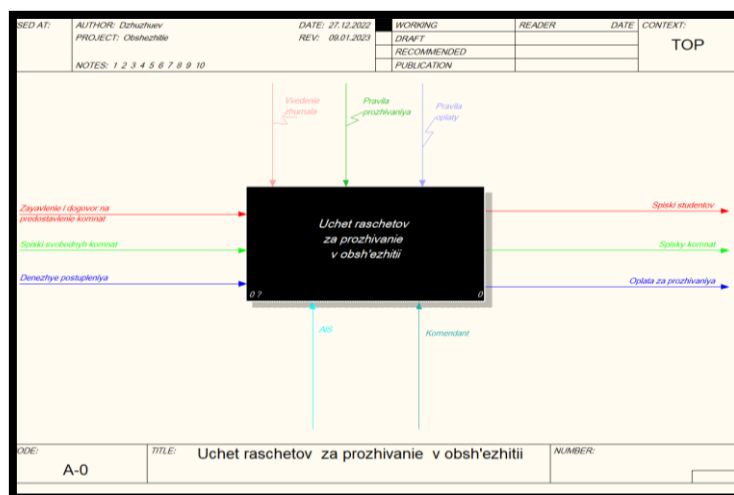 SED AT:
AUTHOR: Dzhuzhuev
DATE: 27.12.2022
WORKING
READER
DATE
CONTEXT:
PROJECT: Obshezhitie
REV: 09.01.2023
DRAFT
TOP
RECOMMENDED
NOTES: 1 2 3 4 5 6 7 8 9 10
PUBLICATION
Vvedenie
zhurnala
Pravila
prozhivaniya
Pravila
oplaty
Zayavlenie i dogovor na
predostavlenie komnat
Spiski svobodnyh komnat
Denezhye postupleniya
Uchet raschetov
za prozhivanie
v obsh'ezhitii
0 ?
0
Spiski studentov
Spisky komnat
Oplata za prozhivaniya
AIS
Komendant
ODE:
A-0
TITLE:
Uchet raschetov za prozhivanie v obsh'ezhitii
NUMBER: